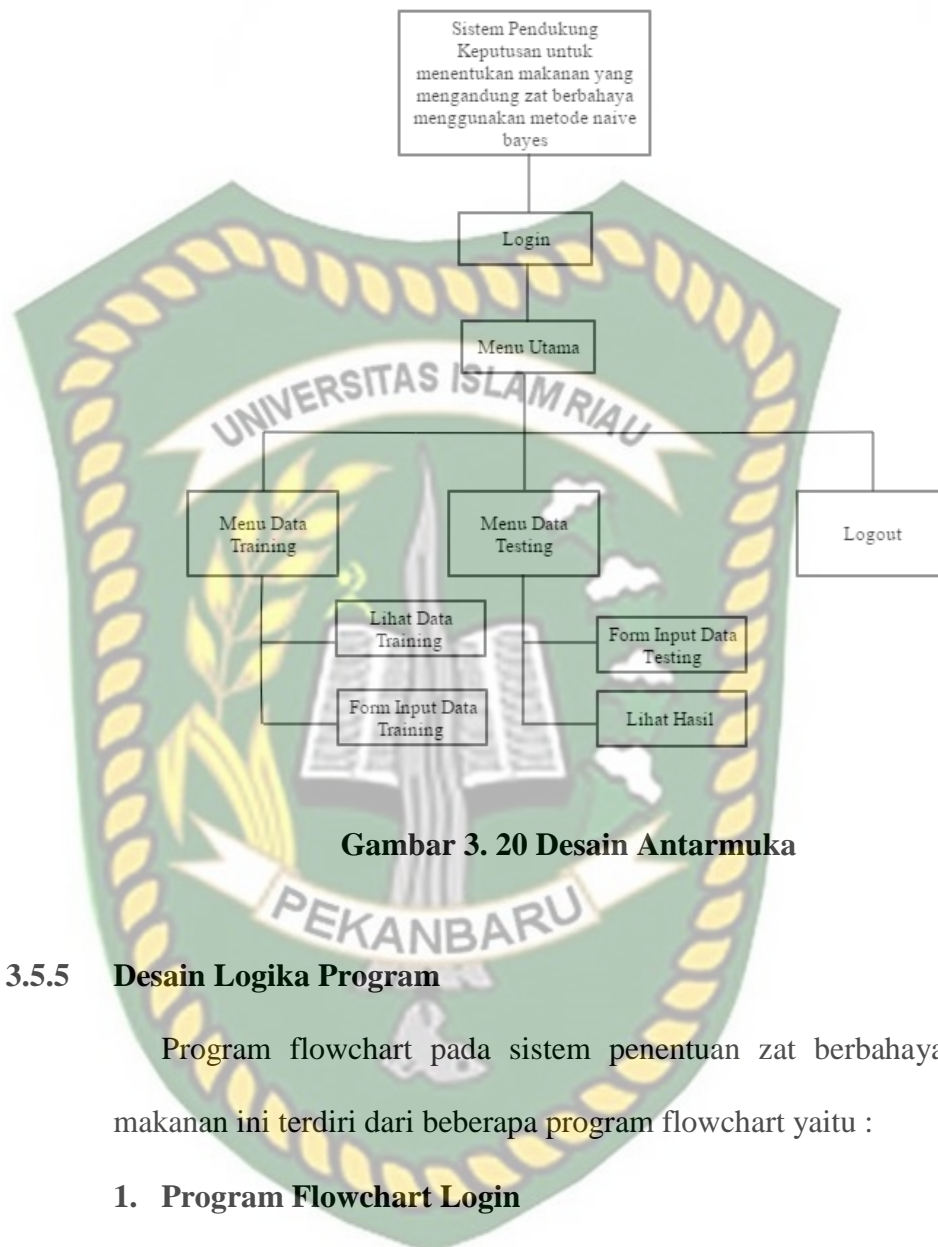 Sistem Pendukung
Keputusan untuk
menentukan makanan yang
mengandung zat berbahaya
menggunakan metode naive
bayes
Login
Menu Utama
UNIVERSITAS ISLAM RIAU
Menu Data
Training
Menu Data
Testing
Logout
Lihat Data
Training
Form Input Data
Testing
Form Input Data
Training
Lihat Hasil
Gambar 3. 20 Desain Antarmuka
PEKANBARU
3.5.5 Desain Logika Program
Program flowchart pada sistem penentuan zat berbahaya
makanan ini terdiri dari beberapa program flowchart yaitu :
1. Program Flowchart Login